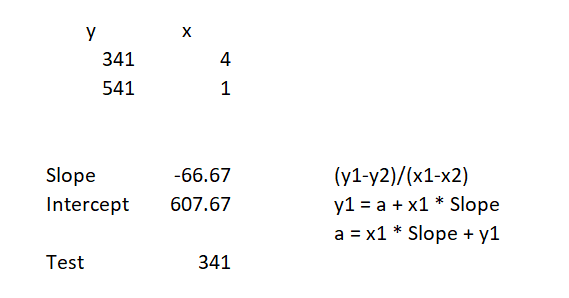 y x
341 4
541 1
Slope -66.67 (y1-y2)/(x1-x2)
Intercept 607.67 y1 = a + x1 * Slope
a = x1 * Slope + y1
Test 341